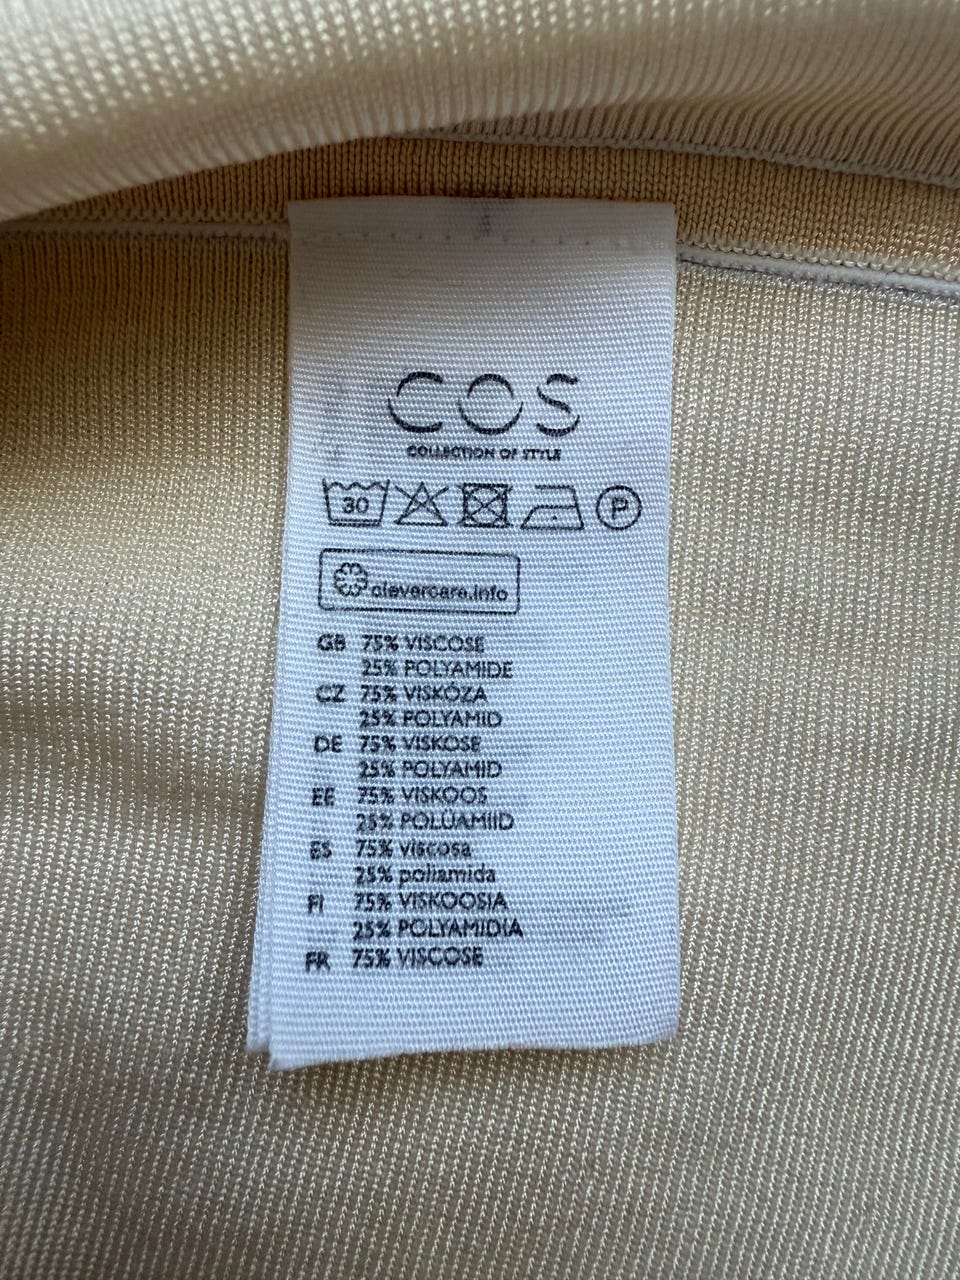 COS
COLLECTION OF STYLE
30 P
clevercare.info
GB 75% VISCOSE
25% POLYAMIDE
CZ 75% VISKÓZA
25% POLYAMID
DE 75% VISKOSE
25% POLYAMID
EE 75% VISKOOS
25% POLÜAMIID
ES 75% viscosa
25% poliamida
FI 75% VISKOOSIA
25% POLYAMIDIA
FR 75% VISCOSE